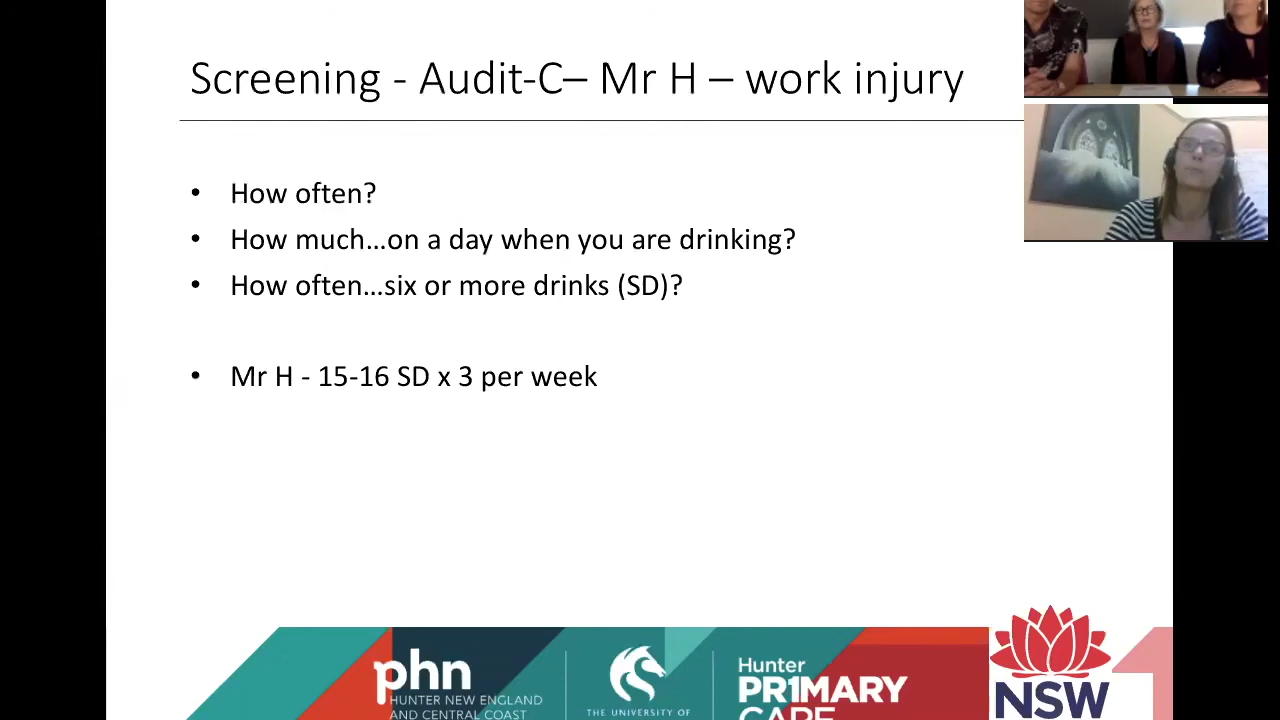 Screening - Audit-C– Mr H – work injury
• How often?
• How much…on a day when you are drinking?
• How often…six or more drinks (SD)?
• Mr H - 15-16 SD x 3 per week
phn
HUNTER NEW ENGLAND
AND CENTRAL COAST
THE UNIVERSITY OF
Hunter
PR1MARY
CARE
NSW